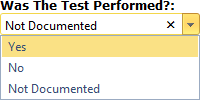 Was The Test Performed?:
Not Documented ×
Yes
No
Not Documented